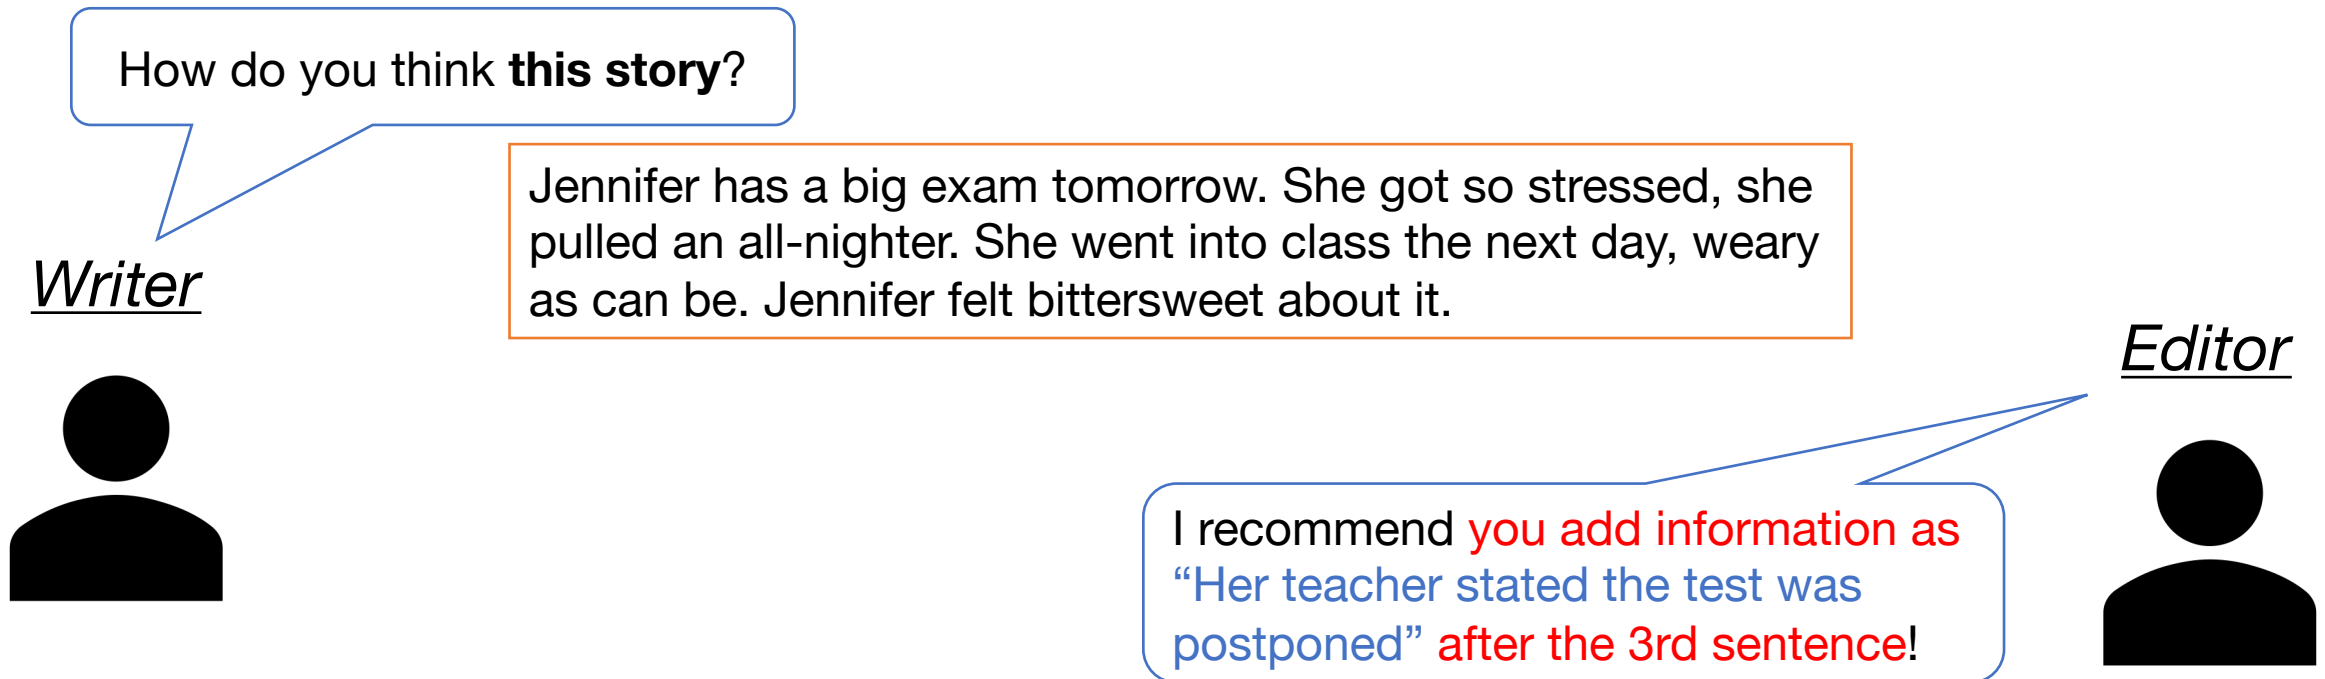 How do you think this story?
Jennifer has a big exam tomorrow. She got so stressed, she
pulled an all-nighter. She went into class the next day, weary
as can be. Jennifer felt bittersweet about it.
Writer
Editor
I recommend you add information as
“Her teacher stated the test was
postponed” after the 3rd sentence!